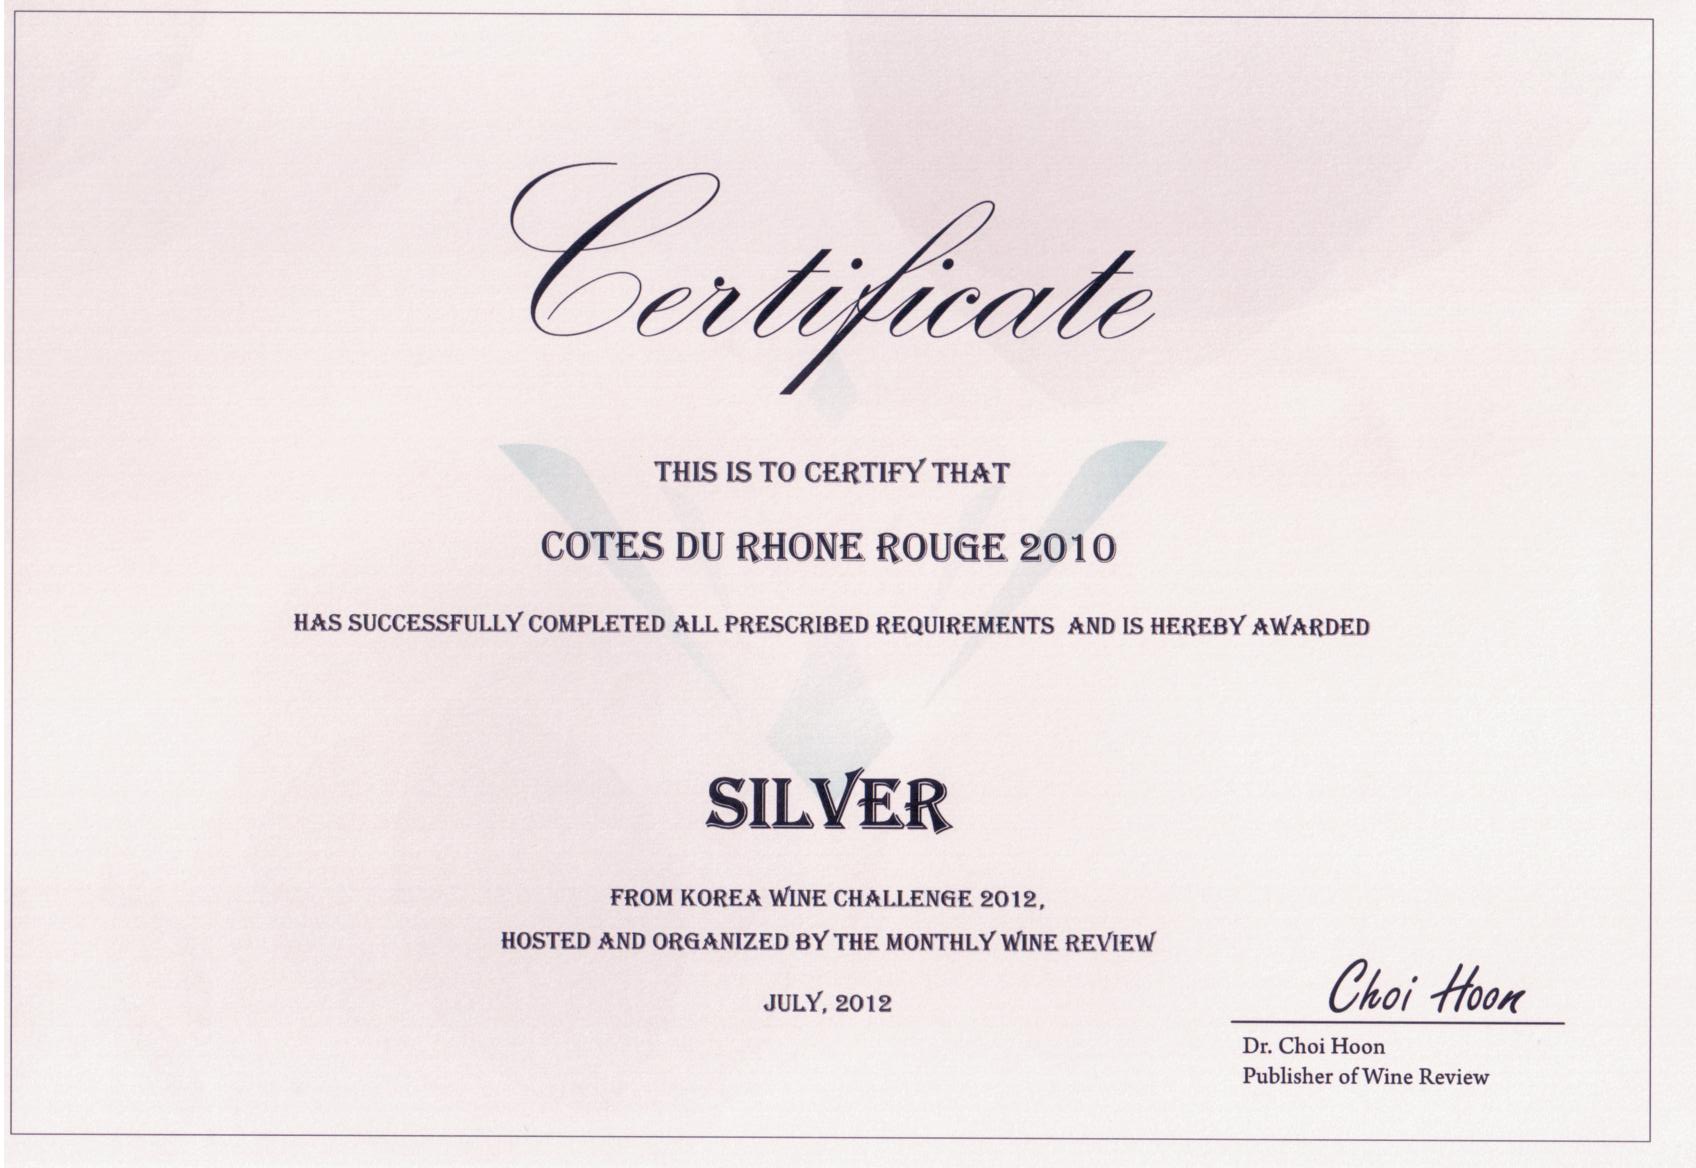 Certificate
THIS IS TO CERTIFY THAT
COTES DU RHONE ROUGE 2010
HAS SUCCESSFULLY COMPLETED ALL PRESCRIBED REQUIREMENTS AND IS HEREBY AWARDED
SILVER
FROM KOREA WINE CHALLENGE 2012,
HOSTED AND ORGANIZED BY THE MONTHLY WINE REVIEW
JULY, 2012
Choi Hoon
Dr. Choi Hoon
Publisher of Wine Review